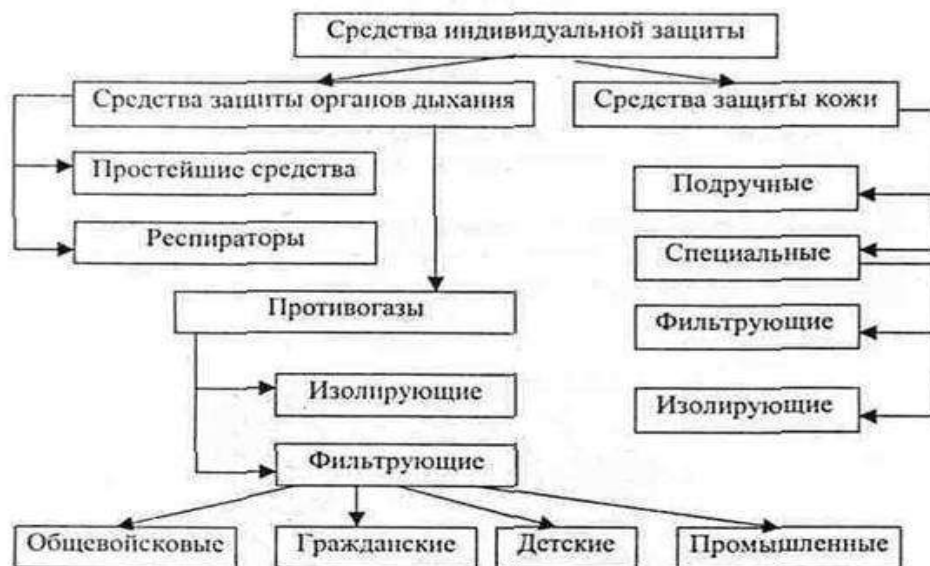 Средства индивидуальной защиты
Средства защиты органов дыхания
Средства защиты кожи
Простейшие средства
Подручные
Респираторы
Специальные
Противогазы
Фильтрующие
Изолирующие
Изолирующие
Фильтрующие
Общевойсковые
Гражданские
Детские
Промышленные